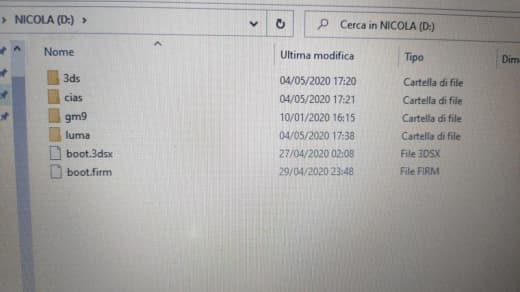 NICOLA (D:)
Cerca in NICOLA (D:)
Nome Ultima modifica Tipo Dime
3ds 04/05/2020 17:20 Cartella di file
cias 04/05/2020 17:21 Cartella di file
gm9 10/01/2020 16:15 Cartella di file
luma 04/05/2020 17:38 Cartella di file
boot.3dsx 27/04/2020 02:08 File 3DSX
boot.firm 29/04/2020 23:48 File FIRM